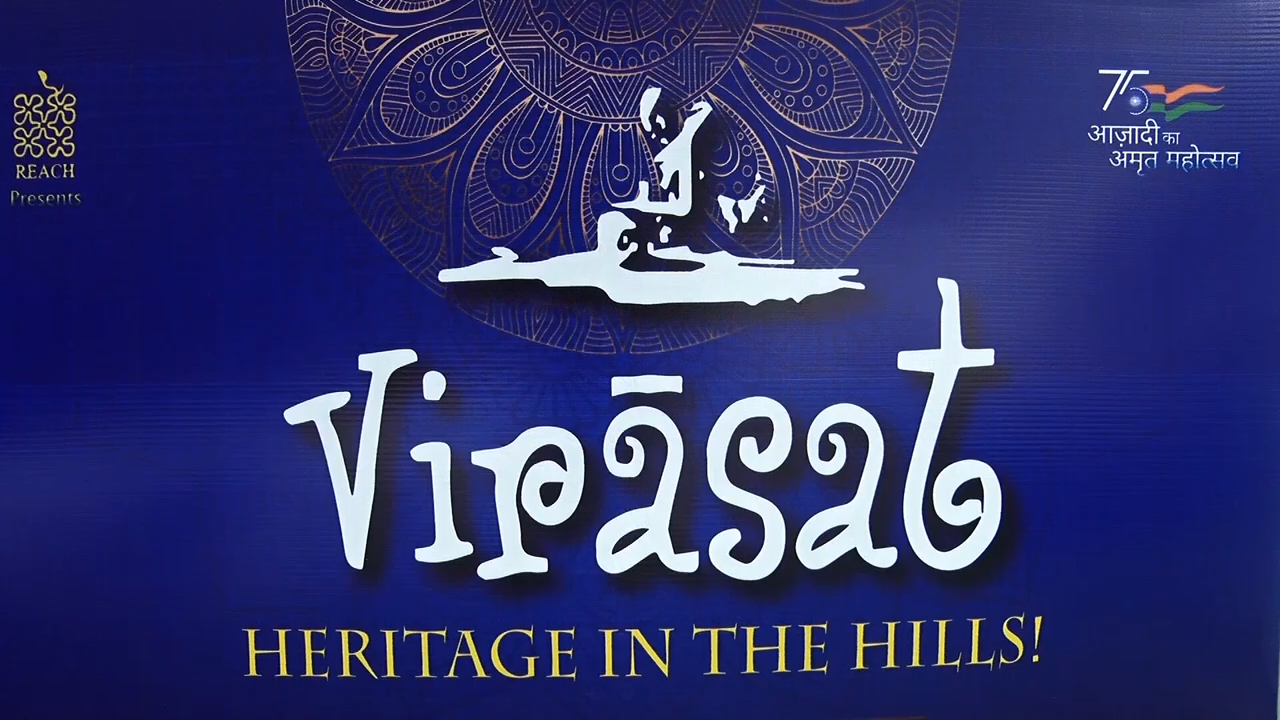 REACH
Presents
75
आज़ादी का
अमृत महोत्सव
Virāsat
HERITAGE IN THE HILLS!